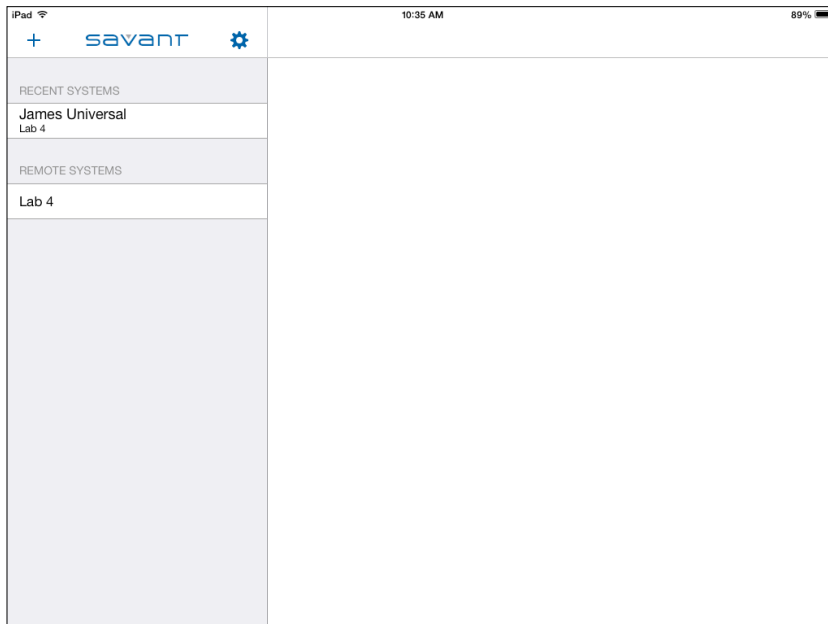 iPad
10:35 AM
89%
+ savant
RECENT SYSTEMS
James Universal
Lab 4
REMOTE SYSTEMS
Lab 4